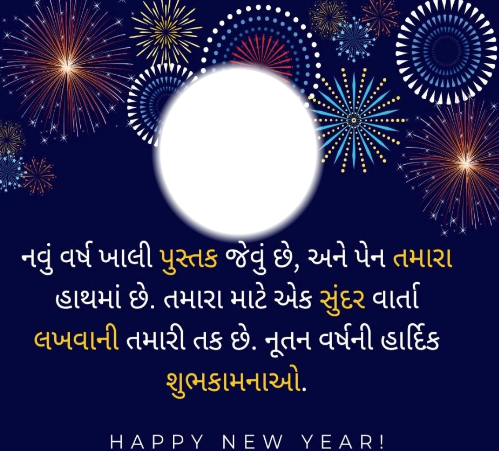 નવું વર્ષ ખાલી પુસ્તક જેવું છે, અને પેન તમારા
હાથમાં છે. તમારા માટે એક સુંદર વાર્તા
લખવાની તમારી તક છે. નૂતન વર્ષની હાર્દિક
શુભકામનાઓ.
HAPPY NEW YEAR!